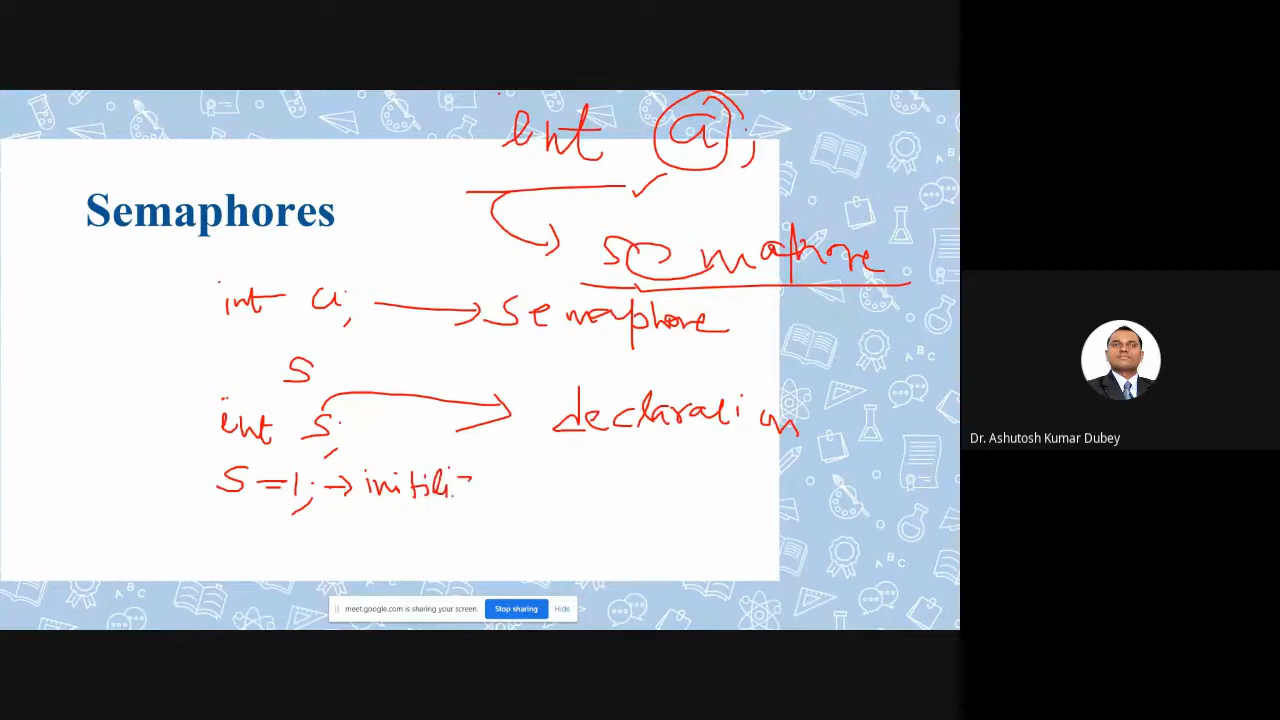 int a;
semaphore
Semaphores
int a; → semaphore
S
int s; → declaration
S = 1; → initili
meet.google.com is sharing your screen. Stop sharing Hide
Dr. Ashutosh Kumar Dubey